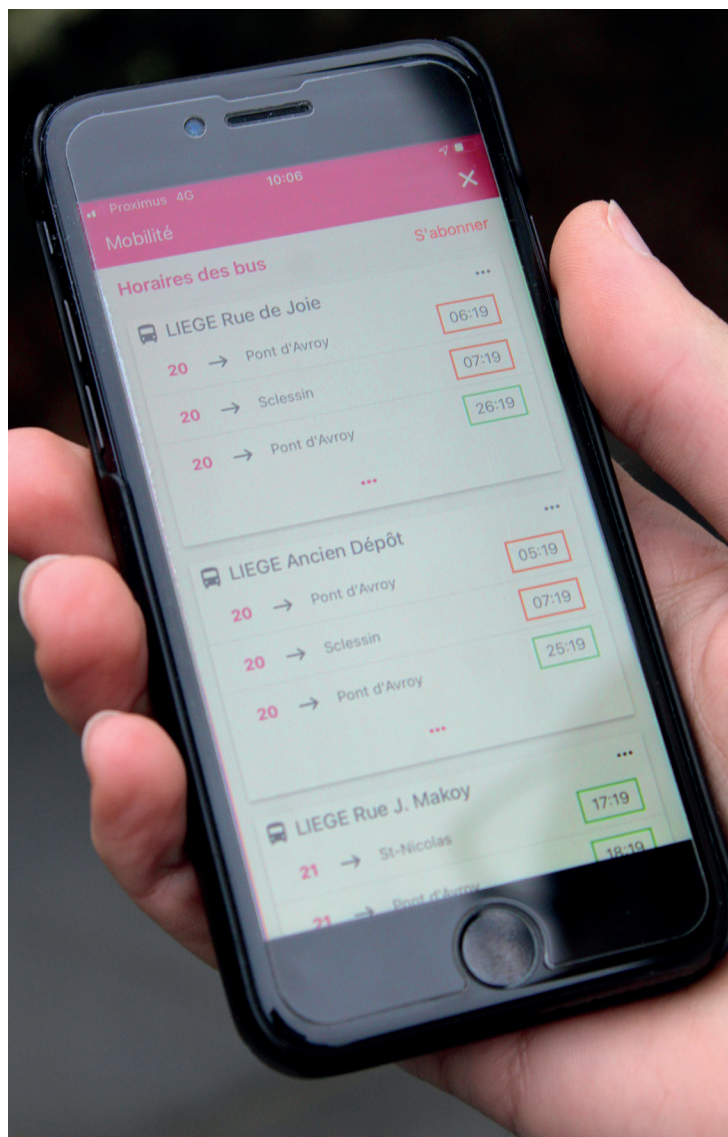 Proximus 4G 10:06
Mobilité
Horaires des bus S'abonner
LIEGE Rue de Joie
20 → Pont d'Avroy 06:19
20 → Sclessin 07:19
20 → Pont d'Avroy 26:19
LIEGE Ancien Dépôt
20 → Pont d'Avroy 05:19
20 → Sclessin 07:19
20 → Pont d'Avroy 25:19
LIEGE Rue J. Makoy
21 → St-Nicolas 17:19
21 → Pont d'Avroy 18:19